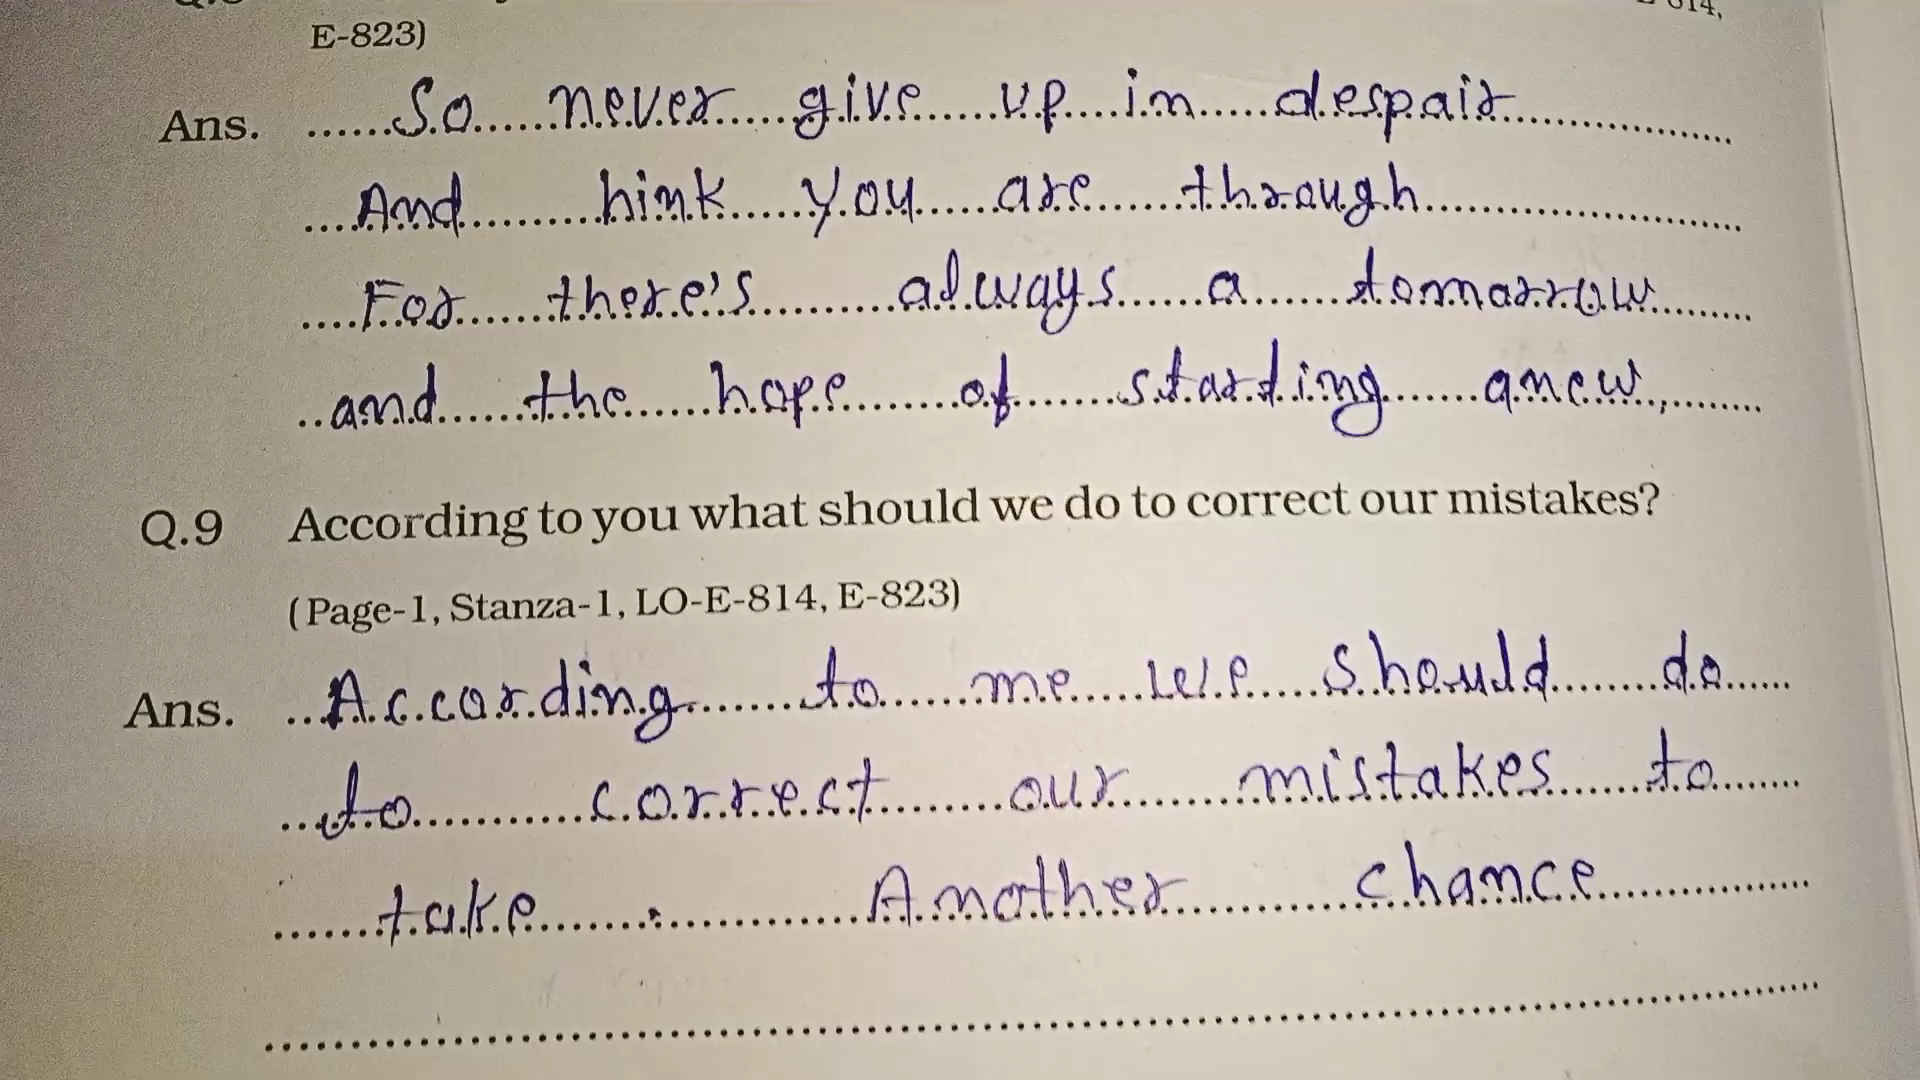 E-823)
Ans. So never give up in despair
And hink you are through
For there's always a tomorrow
and the hope of starting anew,
Q.9 According to you what should we do to correct our mistakes?
(Page-1, Stanza-1, LO-E-814, E-823)
Ans. According to me we should do
to correct our mistakes to
take Another chance